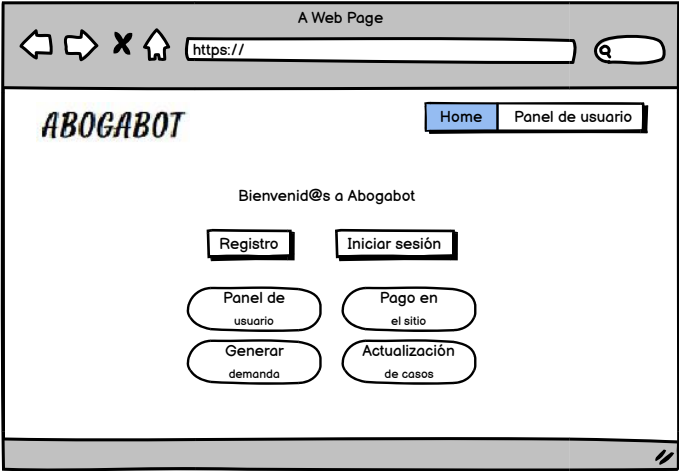 A Web Page
https://
ABOGABOT
Home Panel de usuario
Bienvenid@s a Abogabot
Registro Iniciar sesión
Panel de
usuario
Pago en
el sitio
Generar
demanda
Actualización
de casos